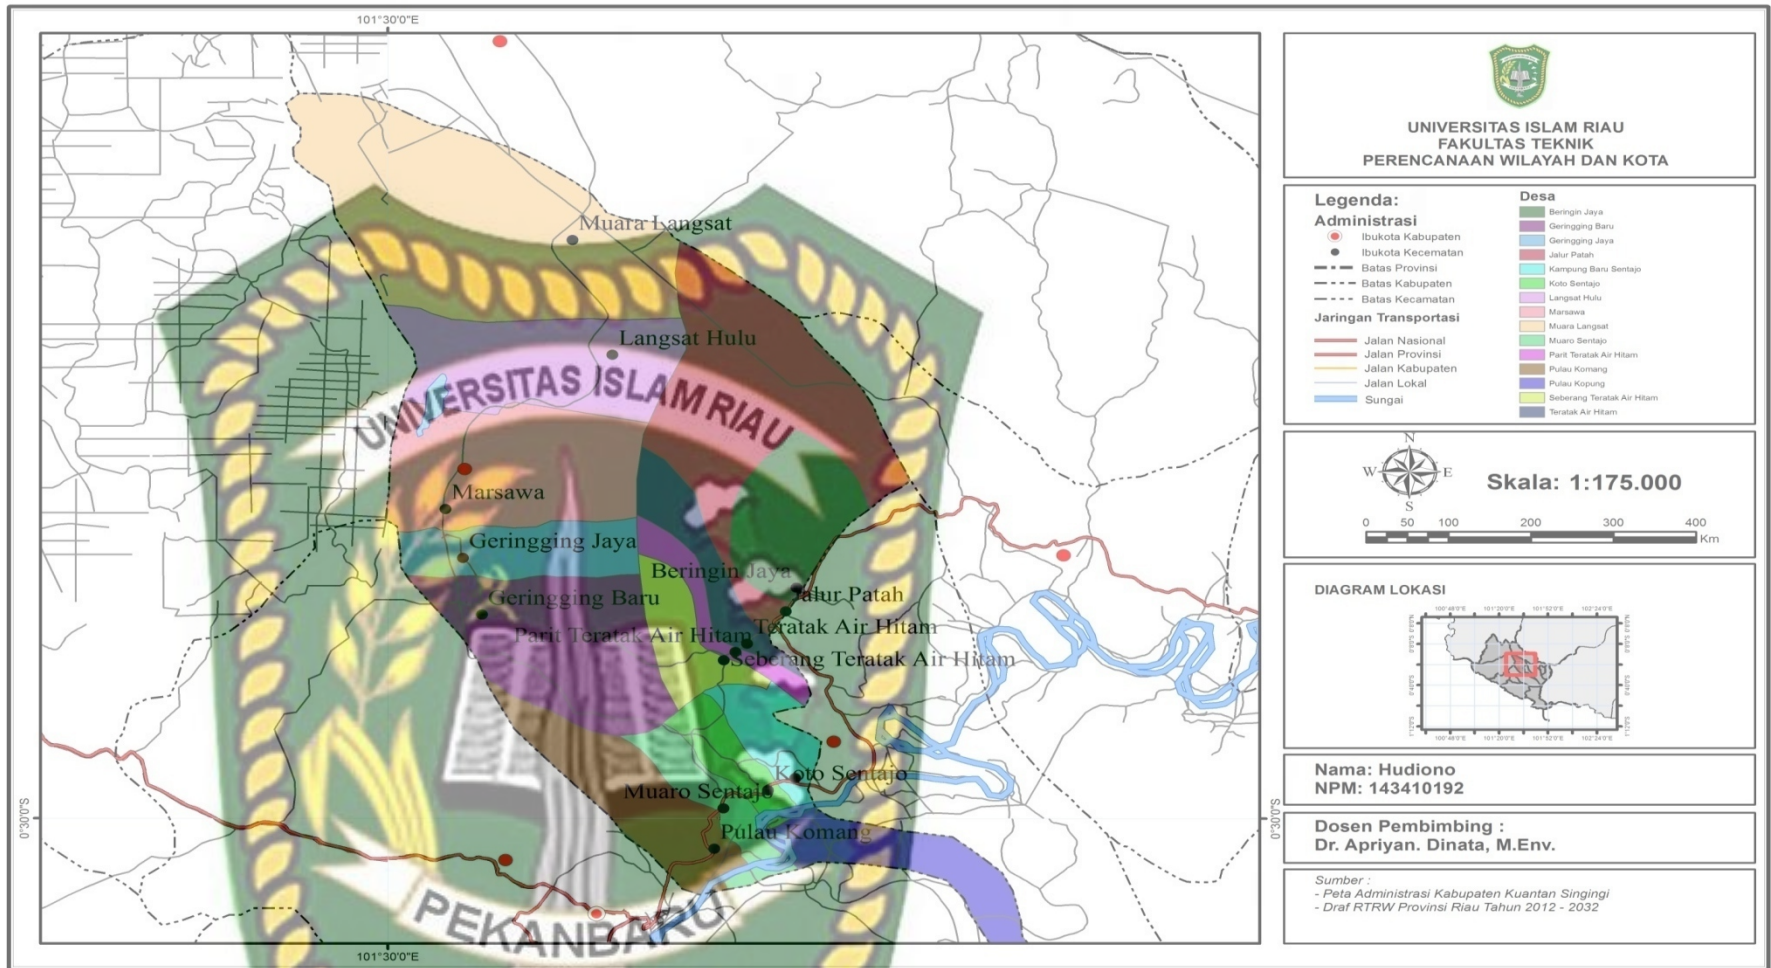 101°30'0"E
Muara Langsat
Langsat Hulu
UNIVERSITAS ISLAM RIAU
Marsawa
Geringging Jaya
Beringin Jaya
Geringging Baru
Jalur Patah
Parit Teratak Air Hitam
Teratak Air Hitam
Seberang Teratak Air Hitam
Koto Sentajo
Muaro Sentajo
Pulau Komang
PEKANBARU
0°30'0"S
0°30'0"S
101°30'0"E
UNIVERSITAS ISLAM RIAU
FAKULTAS TEKNIK
PERENCANAAN WILAYAH DAN KOTA
Legenda:
Administrasi
Ibukota Kabupaten
Ibukota Kecematan
Batas Provinsi
Batas Kabupaten
Batas Kecamatan
Jaringan Transportasi
Jalan Nasional
Jalan Provinsi
Jalan Kabupaten
Jalan Lokal
Sungai
Desa
Beringin Jaya
Geringging Baru
Geringging Jaya
Jalur Patah
Kampung Baru Sentajo
Koto Sentajo
Langsat Hulu
Marsawa
Muara Langsat
Muaro Sentajo
Parit Teratak Air Hitam
Pulau Komang
Pulau Kopung
Seberang Teratak Air Hitam
Teratak Air Hitam
N
W E
S
Skala: 1:175.000
0 50 100 200 300 400
Km
DIAGRAM LOKASI
Nama: Hudiono
NPM: 143410192
Dosen Pembimbing :
Dr. Apriyan. Dinata, M.Env.
Sumber :
- Peta Administrasi Kabupaten Kuantan Singingi
- Draf RTRW Provinsi Riau Tahun 2012 - 2032